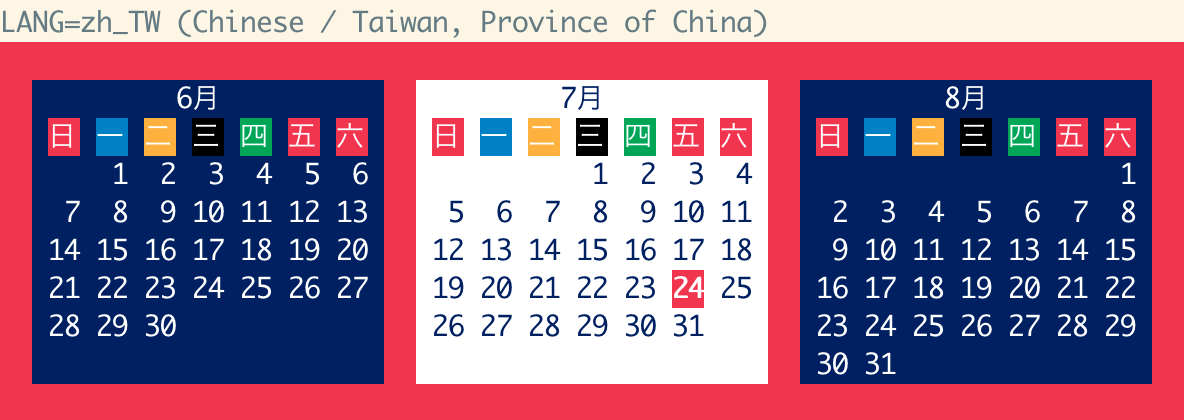 LANG=zh_TW (Chinese / Taiwan, Province of China)
6月 7月 8月
日 一 二 三 四 五 六 日 一 二 三 四 五 六 日 一 二 三 四 五 六
1 2 3 4 5 6 1 2 3 4 1
7 8 9 10 11 12 13 5 6 7 8 9 10 11 2 3 4 5 6 7 8
14 15 16 17 18 19 20 12 13 14 15 16 17 18 9 10 11 12 13 14 15
21 22 23 24 25 26 27 19 20 21 22 23 24 25 16 17 18 19 20 21 22
28 29 30 26 27 28 29 30 31 23 24 25 26 27 28 29
30 31